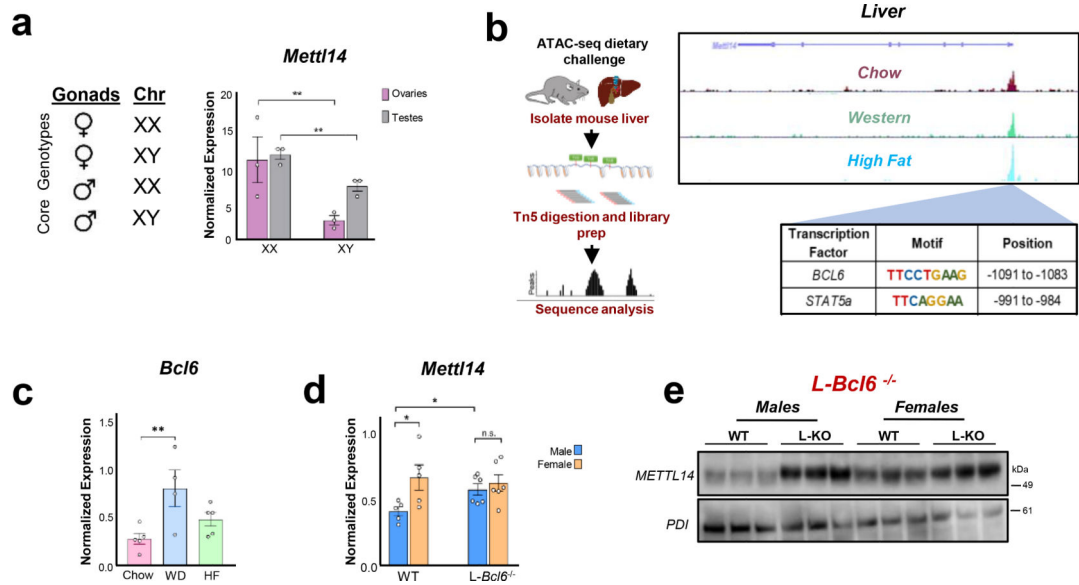 a
Gonads Chr
Core Genotypes
♀ XX
♀ XY
♂ XX
♂ XY
Mettl14
Normalized Expression
20
15
10
5
0
**
**
XX XY
Ovaries
Testes
b
ATAC-seq dietary
challenge
Isolate mouse liver
Tn5 digestion and library
prep
Peaks
Sequence analysis
Liver
Mettl14
Chow
Western
High Fat
Transcription Factor Motif Position
BCL6 TTCCTGAAG -1091 to -1083
STAT5a TTCAGGAA -991 to -984
c
Bcl6
Normalized Expression
1.5
1.0
0.5
0.0
**
Chow WD HF
d
Mettl14
Normalized Expression
1.0
0.5
0.0
*
*
n.s.
WT L-Bcl6-/-
Male
Female
e
L-Bcl6 -/-
Males Females
WT L-KO WT L-KO
METTL14
PDI
kDa
49
61